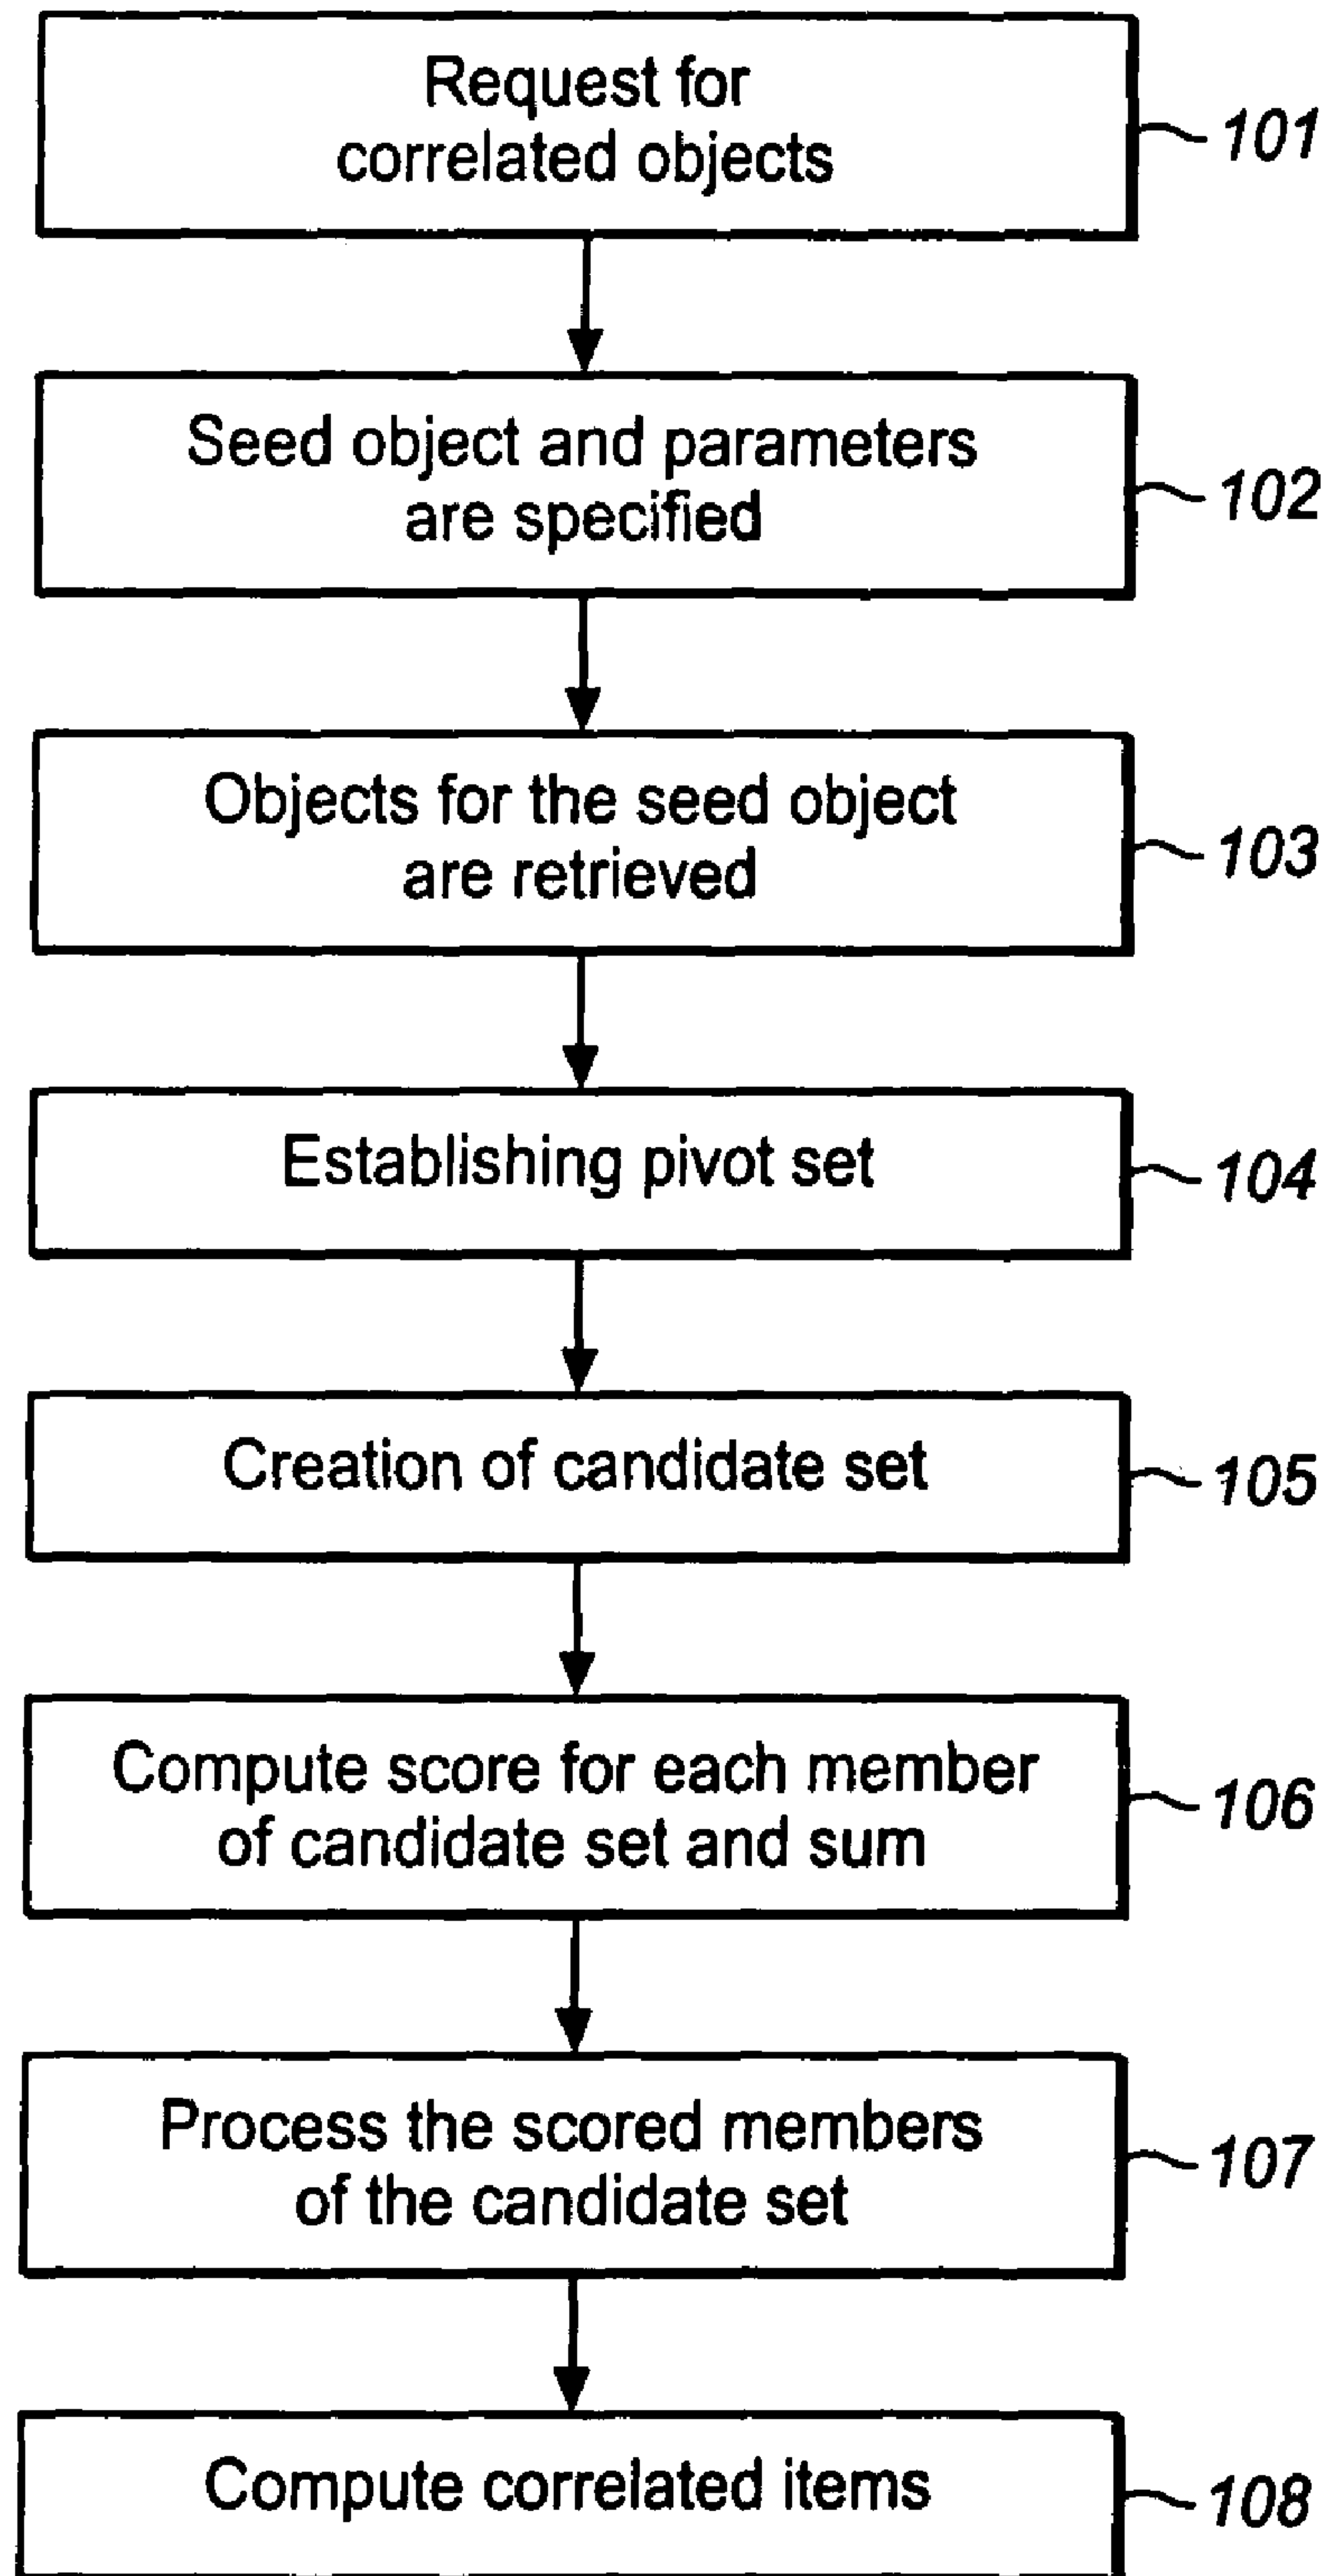 Request for
correlated objects
101
Seed object and parameters
are specified
102
Objects for the seed object
are retrieved
103
Establishing pivot set
104
Creation of candidate set
105
Compute score for each member
of candidate set and sum
106
Process the scored members
of the candidate set
107
Compute correlated items
108